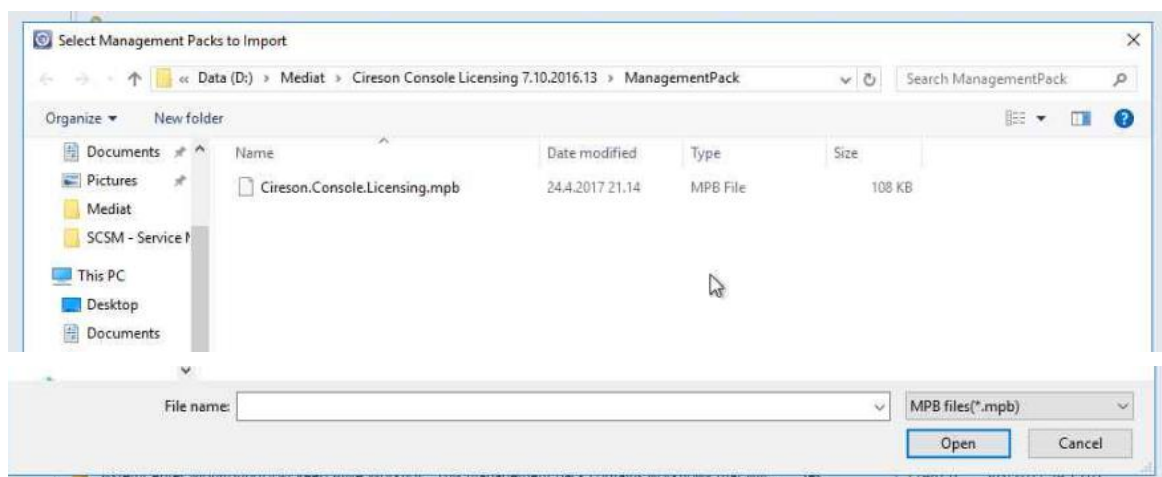 Select Management Packs to Import
« Data (D:) › Mediat › Cireson Console Licensing 7.10.2016.13 › ManagementPack
Search ManagementPack
Organize New folder
Documents
Pictures
Mediat
SCSM - Service
This PC
Desktop
Documents
Name Date modified Type Size
Cireson.Console.Licensing.mpb 24.4.2017 21.14 MPB File 108 KB
File name:
MPB files(*.mpb)
Open Cancel